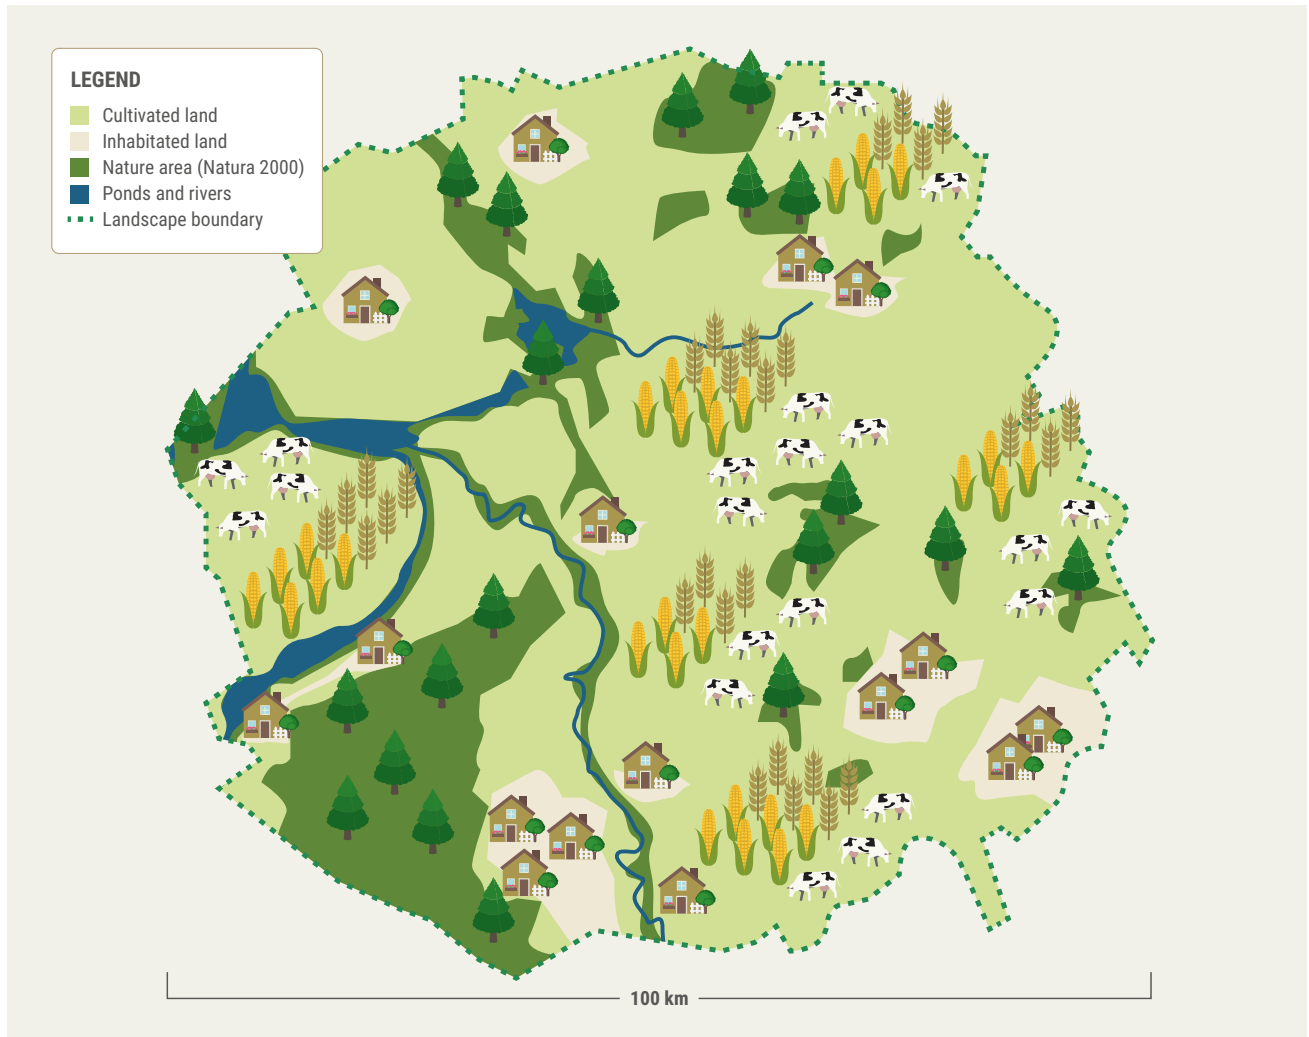 LEGEND
Cultivated land
Inhabitated land
Nature area (Natura 2000)
Ponds and rivers
Landscape boundary
100 km